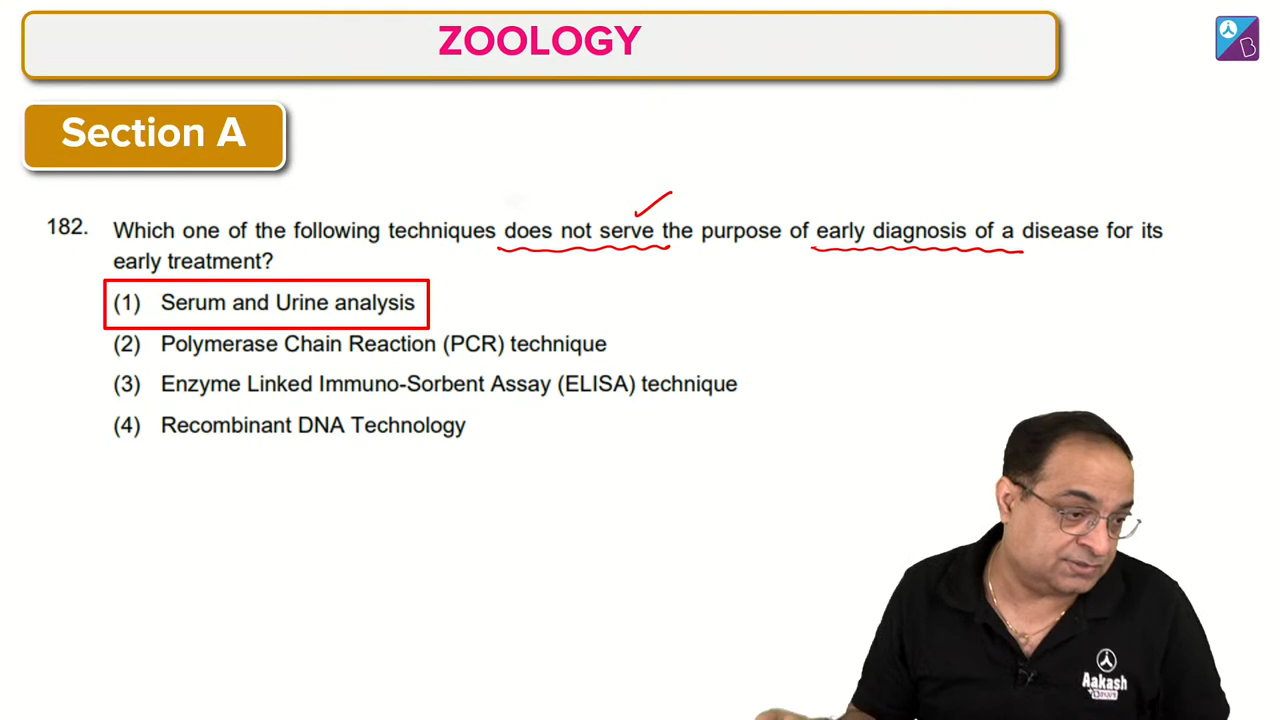 ZOOLOGY
Section A
182. Which one of the following techniques does not serve the purpose of early diagnosis of a disease for its
early treatment?
(1) Serum and Urine analysis
(2) Polymerase Chain Reaction (PCR) technique
(3) Enzyme Linked Immuno-Sorbent Assay (ELISA) technique
(4) Recombinant DNA Technology
Aakash